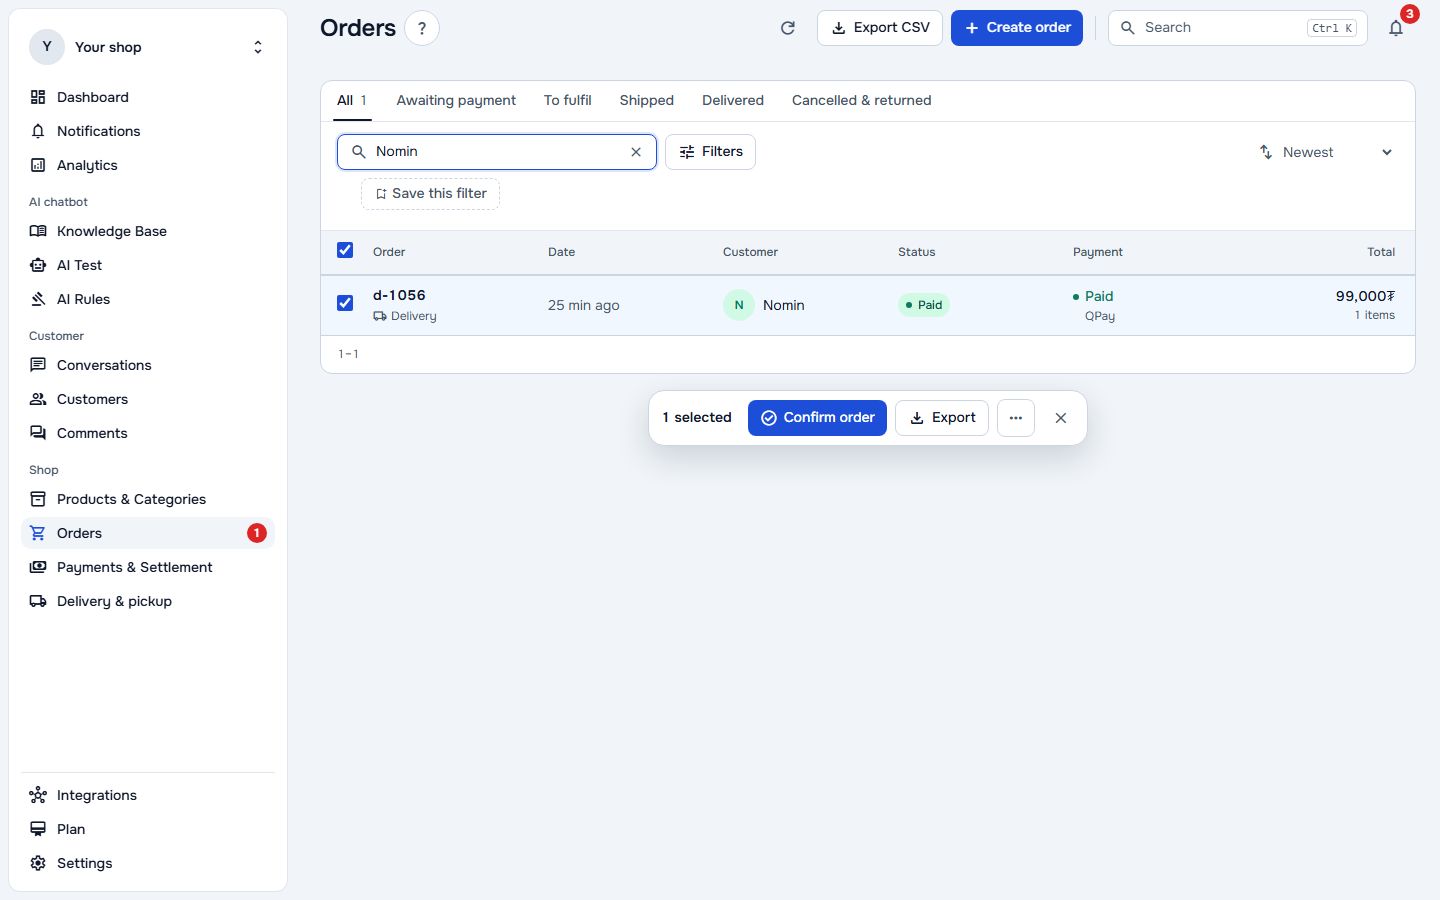 Y Your shop
Dashboard
Notifications
Analytics
AI chatbot
Knowledge Base
AI Test
AI Rules
Customer
Conversations
Customers
Comments
Shop
Products & Categories
Orders 1
Payments & Settlement
Delivery & pickup
Integrations
Plan
Settings
Orders ?
Export CSV
Create order
Search Ctrl K
3
All 1 Awaiting payment To fulfil Shipped Delivered Cancelled & returned
Nomin
Filters
Newest
Save this filter
Order Date Customer Status Payment Total
d-1056 25 min ago N Nomin Paid Paid 99,000₮
Delivery QPay 1 items
1–1
1 selected Confirm order Export